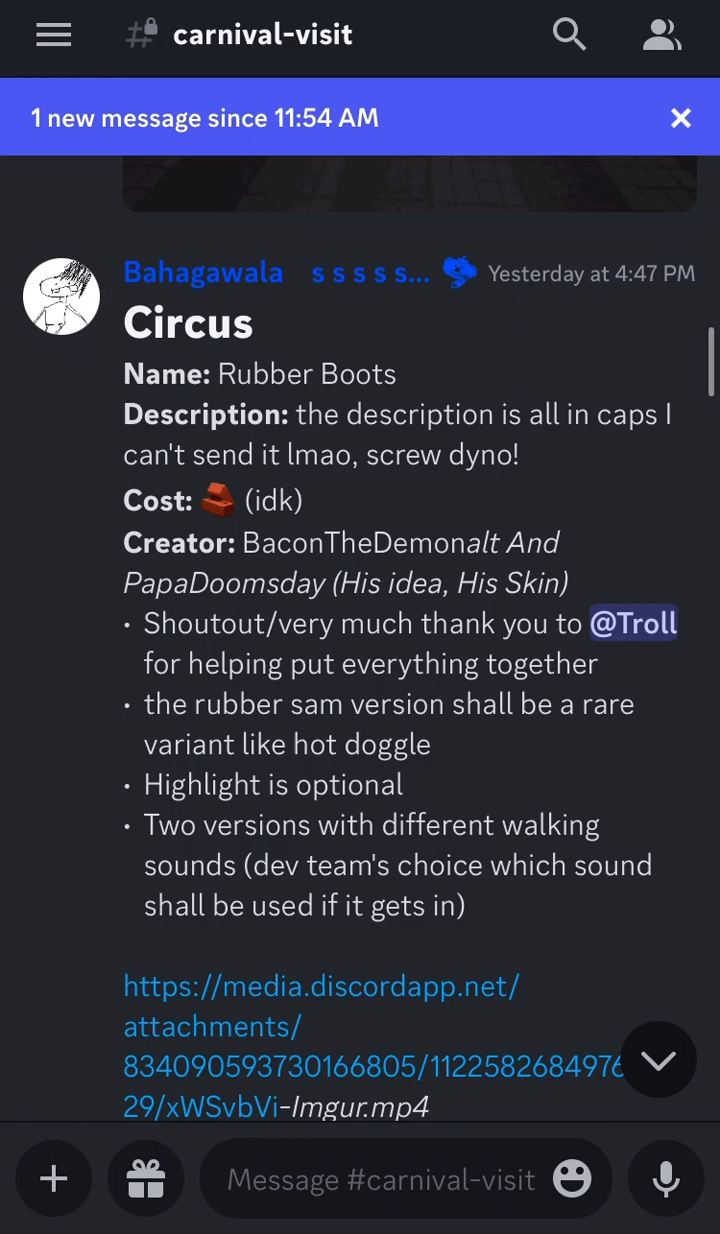 carnival-visit
1 new message since 11:54 AM
Bahagawala s s s s s... Yesterday at 4:47 PM
Circus
Name: Rubber Boots
Description: the description is all in caps I
can't send it lmao, screw dyno!
Cost: (idk)
Creator: BaconTheDemonalt And
PapaDoomsday (His idea, His Skin)
• Shoutout/very much thank you to @Troll
for helping put everything together
• the rubber sam version shall be a rare
variant like hot doggle
• Highlight is optional
• Two versions with different walking
sounds (dev team's choice which sound
shall be used if it gets in)
https://media.discordapp.net/
attachments/
834090593730166805/1122582684976
29/xWSvbVi-Imgur.mp4
Message #carnival-visit